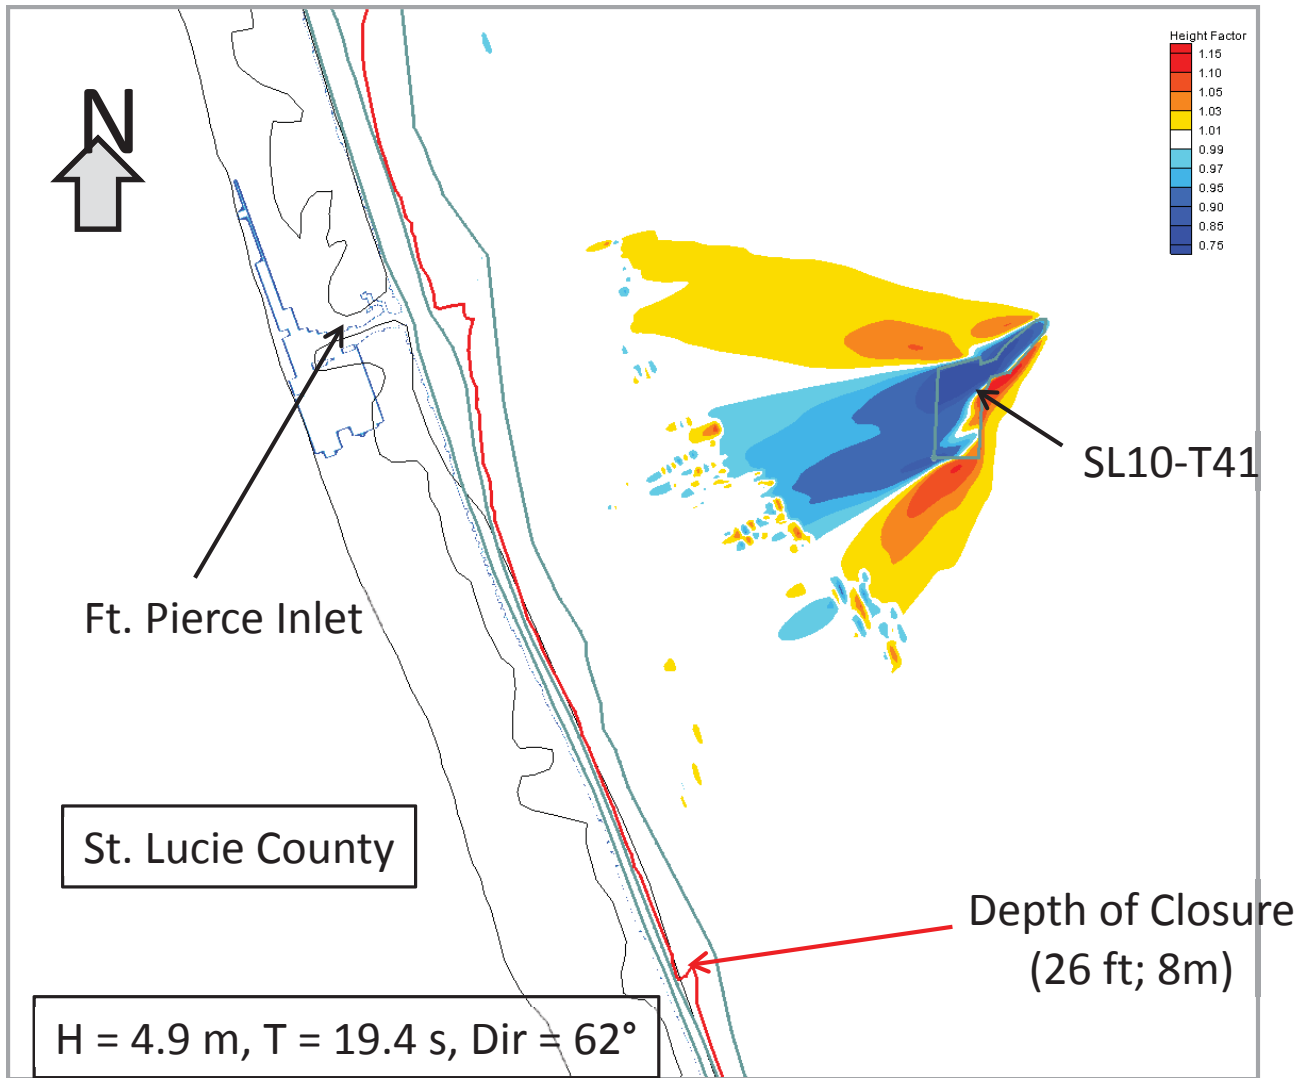 Height Factor
1.15
1.10
1.05
1.03
1.01
0.99
0.97
0.95
0.90
0.85
0.75
N
SL10-T41
Ft. Pierce Inlet
St. Lucie County
Depth of Closure
(26 ft; 8m)
H = 4.9 m, T = 19.4 s, Dir = 62°